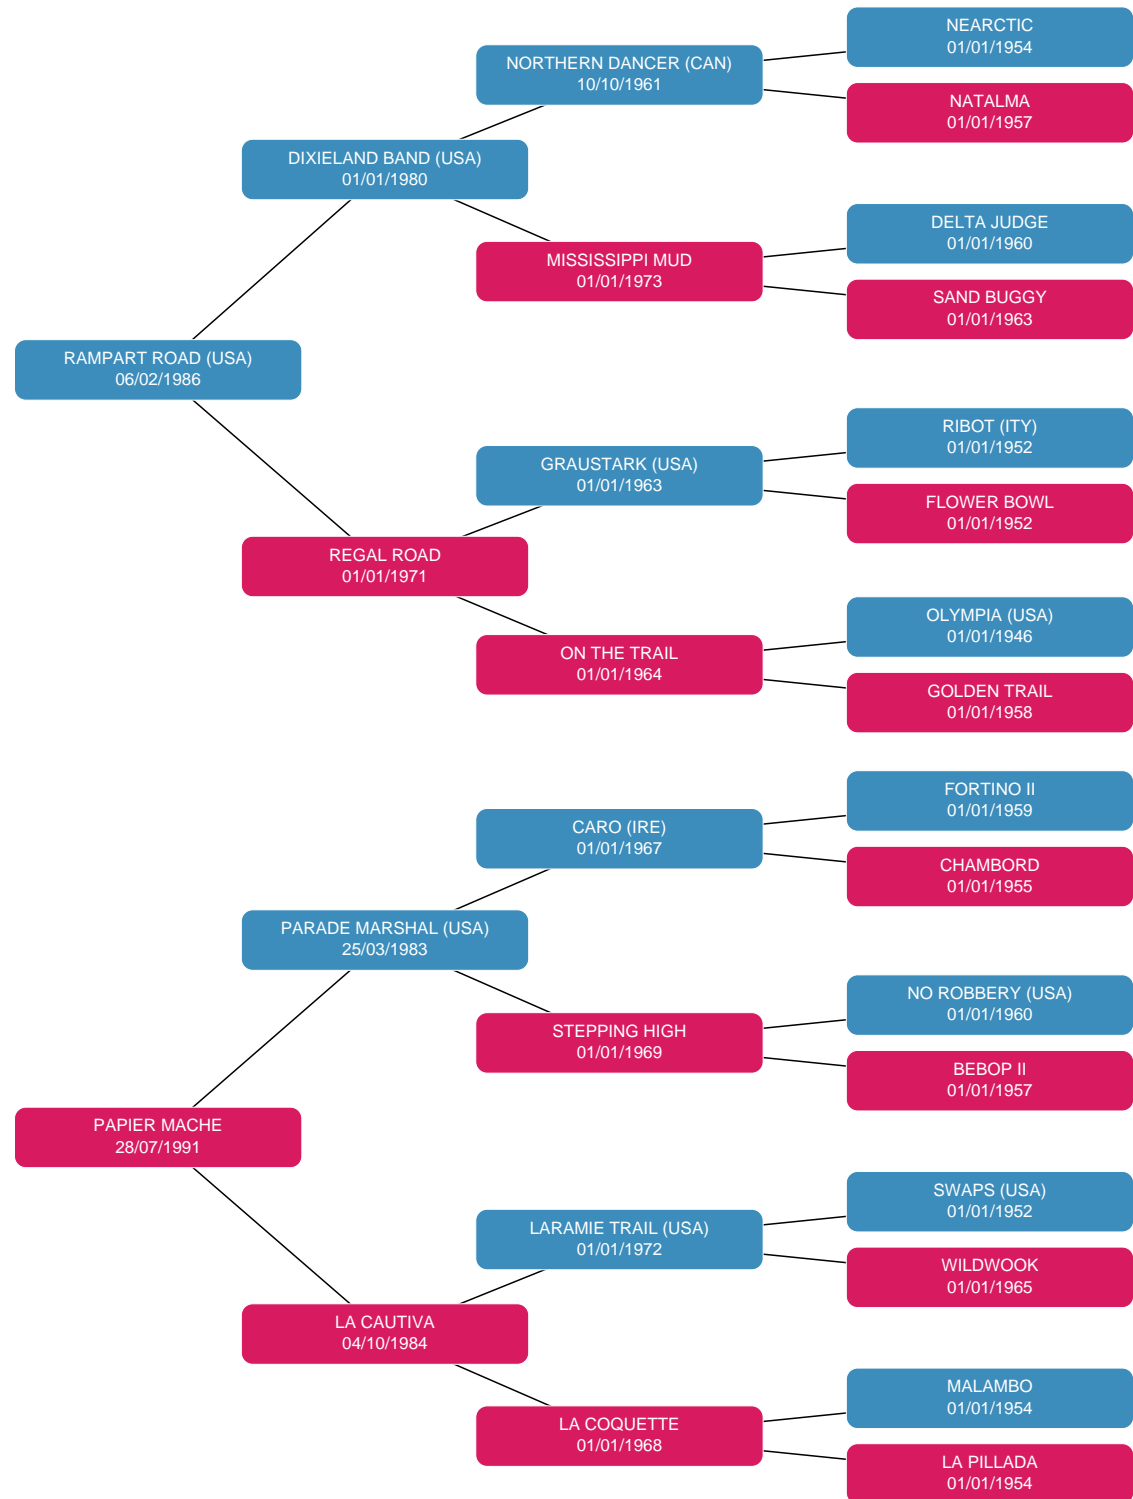 NEARCTIC
01/01/1954
NORTHERN DANCER (CAN)
10/10/1961
NATALMA
01/01/1957
DIXIELAND BAND (USA)
01/01/1980
DELTA JUDGE
01/01/1960
MISSISSIPPI MUD
01/01/1973
SAND BUGGY
01/01/1963
RAMPART ROAD (USA)
06/02/1986
RIBOT (ITY)
01/01/1952
GRAUSTARK (USA)
01/01/1963
FLOWER BOWL
01/01/1952
REGAL ROAD
01/01/1971
OLYMPIA (USA)
01/01/1946
ON THE TRAIL
01/01/1964
GOLDEN TRAIL
01/01/1958
FORTINO II
01/01/1959
CARO (IRE)
01/01/1967
CHAMBORD
01/01/1955
PARADE MARSHAL (USA)
25/03/1983
NO ROBBERY (USA)
01/01/1960
STEPPING HIGH
01/01/1969
BEBOP II
01/01/1957
PAPIER MACHE
28/07/1991
SWAPS (USA)
01/01/1952
LARAMIE TRAIL (USA)
01/01/1972
WILDWOOK
01/01/1965
LA CAUTIVA
04/10/1984
MALAMBO
01/01/1954
LA COQUETTE
01/01/1968
LA PILLADA
01/01/1954